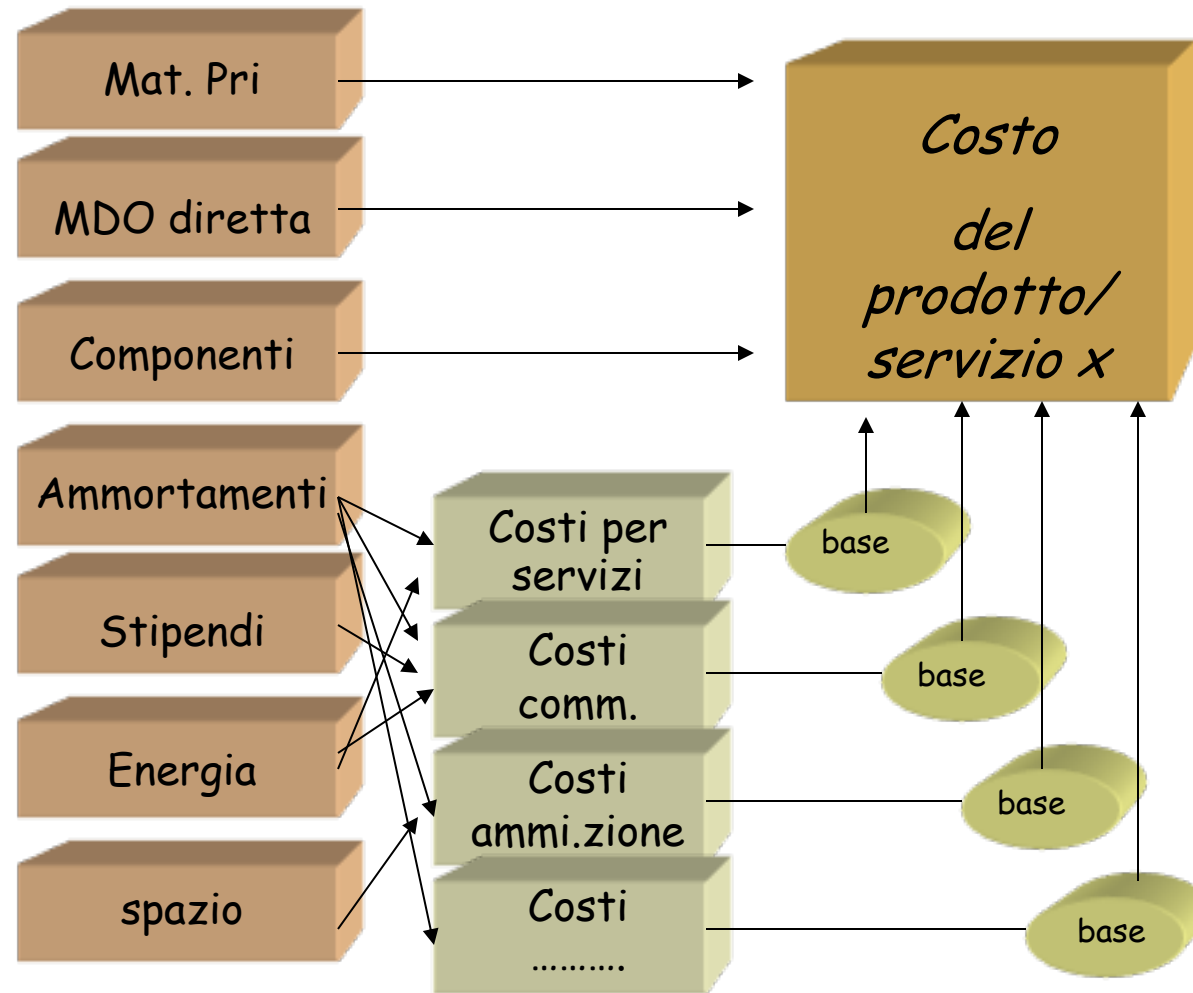 Mat. Pri
MDO diretta
Componenti
Ammortamenti
Stipendi
Energia
spazio
Costi per
servizi
Costi
comm.
Costi
ammi.zione
Costi
……….
base
base
base
base
Costo
del
prodotto/
servizio x